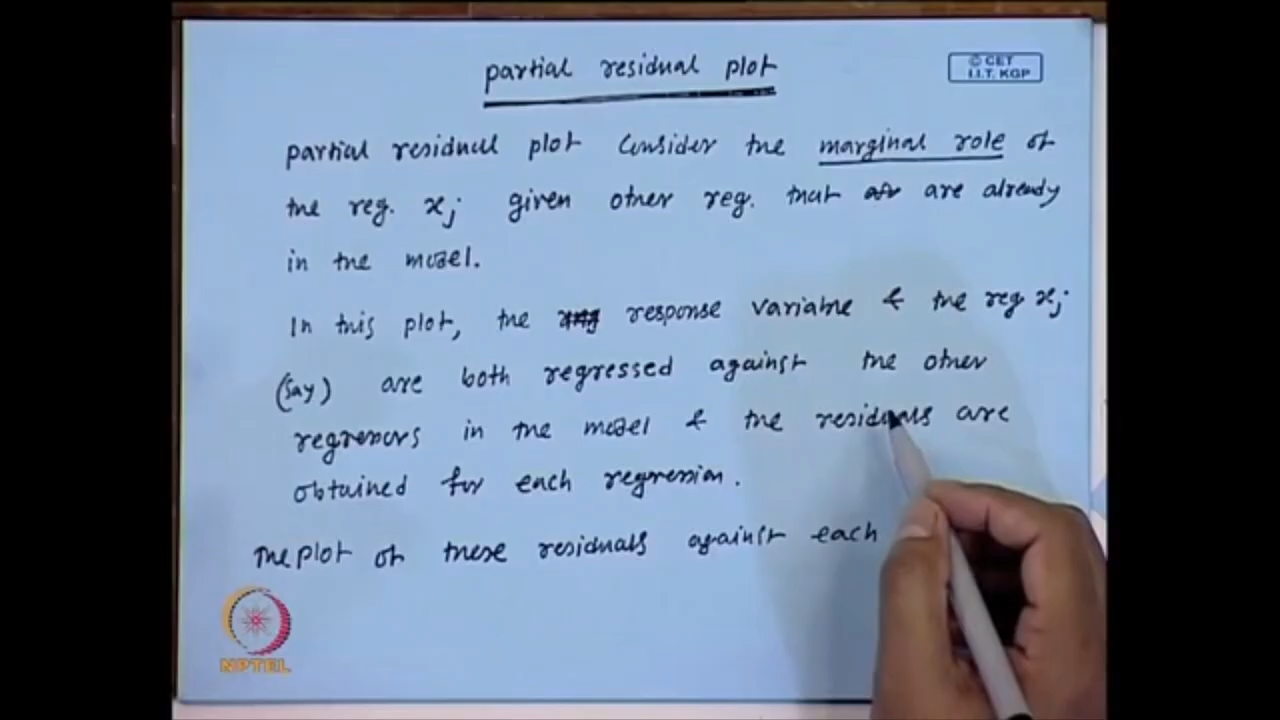 partial residual plot
© CET
I.I.T. KGP
partial residual plot consider the marginal role of
the reg. xj given other reg. that are already
in the model.
In this plot, the response variable & the reg xj
(say) are both regressed against the other
regressors in the model & the residuals are
obtained for each regression.
The plot of these residuals against each
NPTEL